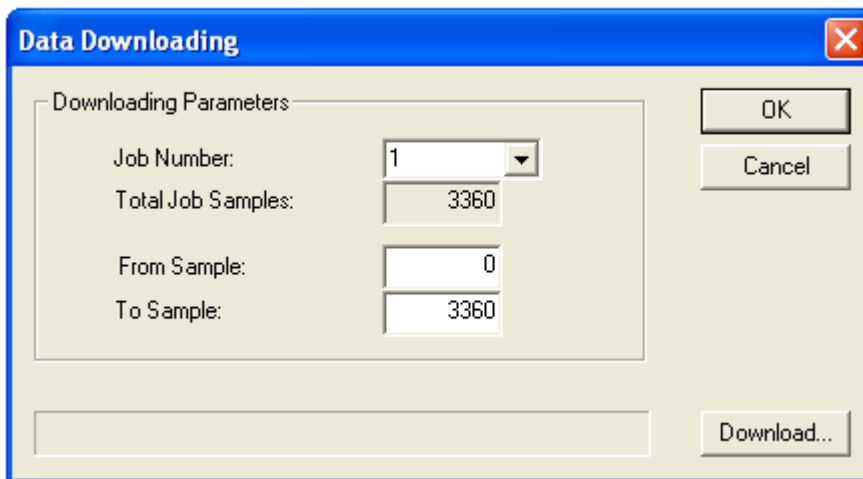 Data Downloading
Downloading Parameters
Job Number: 1
Total Job Samples: 3360
From Sample: 0
To Sample: 3360
OK
Cancel
Download...